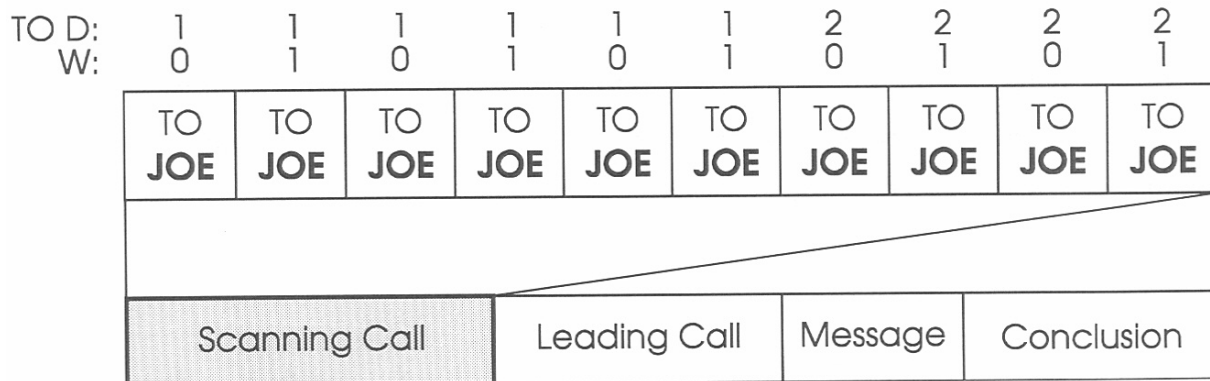 TO D: 1 1 1 1 1 1 2 2 2 2
W: 0 1 0 1 0 1 0 1 0 1
TO TO TO TO TO TO TO TO TO TO
JOE JOE JOE JOE JOE JOE JOE JOE JOE JOE
Scanning Call Leading Call Message Conclusion